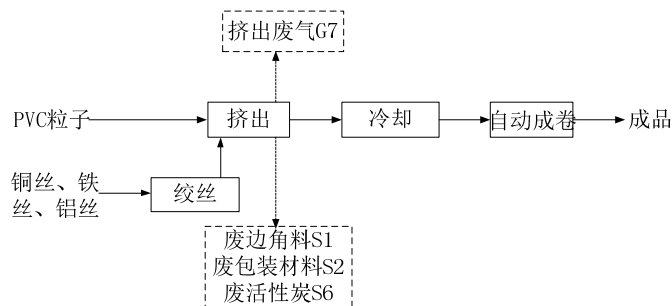 挤出废气G7
PVC粒子
挤出
冷却
自动成卷
成品
铜丝、铁
丝、铝丝
绞丝
废边角料S1
废包装材料S2
废活性炭S6